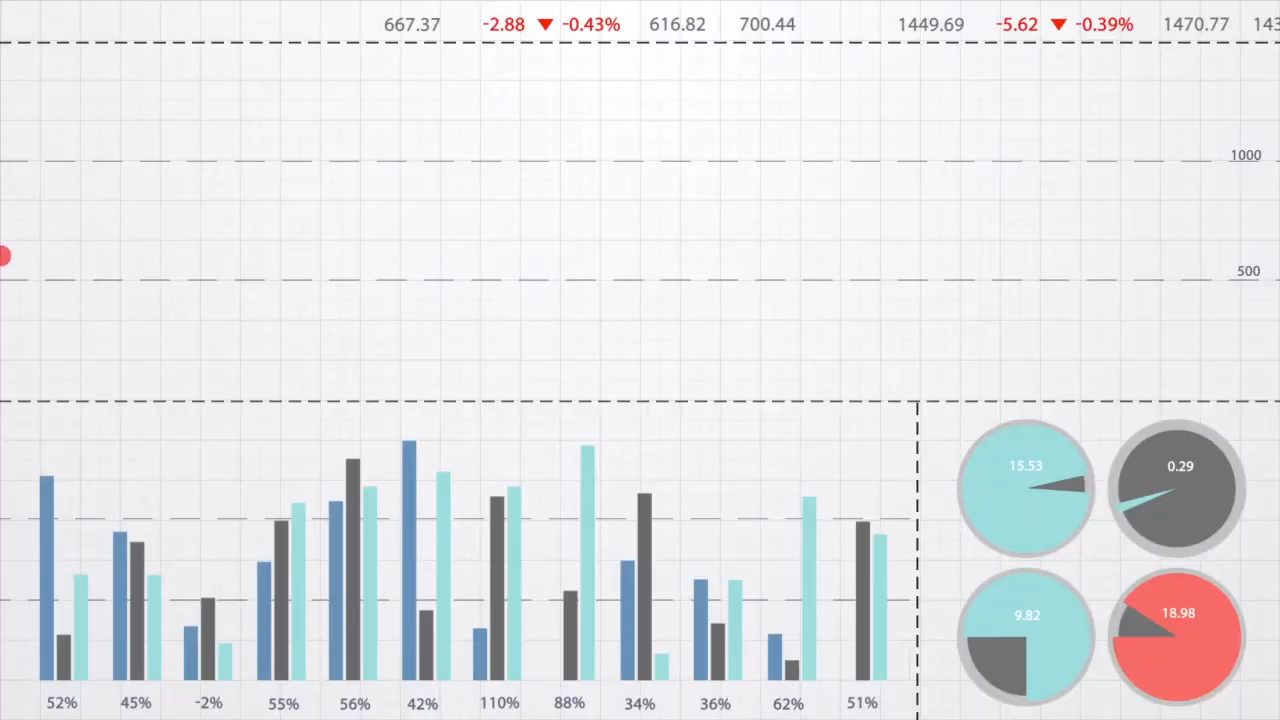 667.37 -2.88 ▼ -0.43% 616.82 700.44 1449.69 -5.62 ▼ -0.39% 1470.77
1000
500
15.53 0.29
9.82 18.98
52% 45% -2% 55% 56% 42% 110% 88% 34% 36% 62% 51%